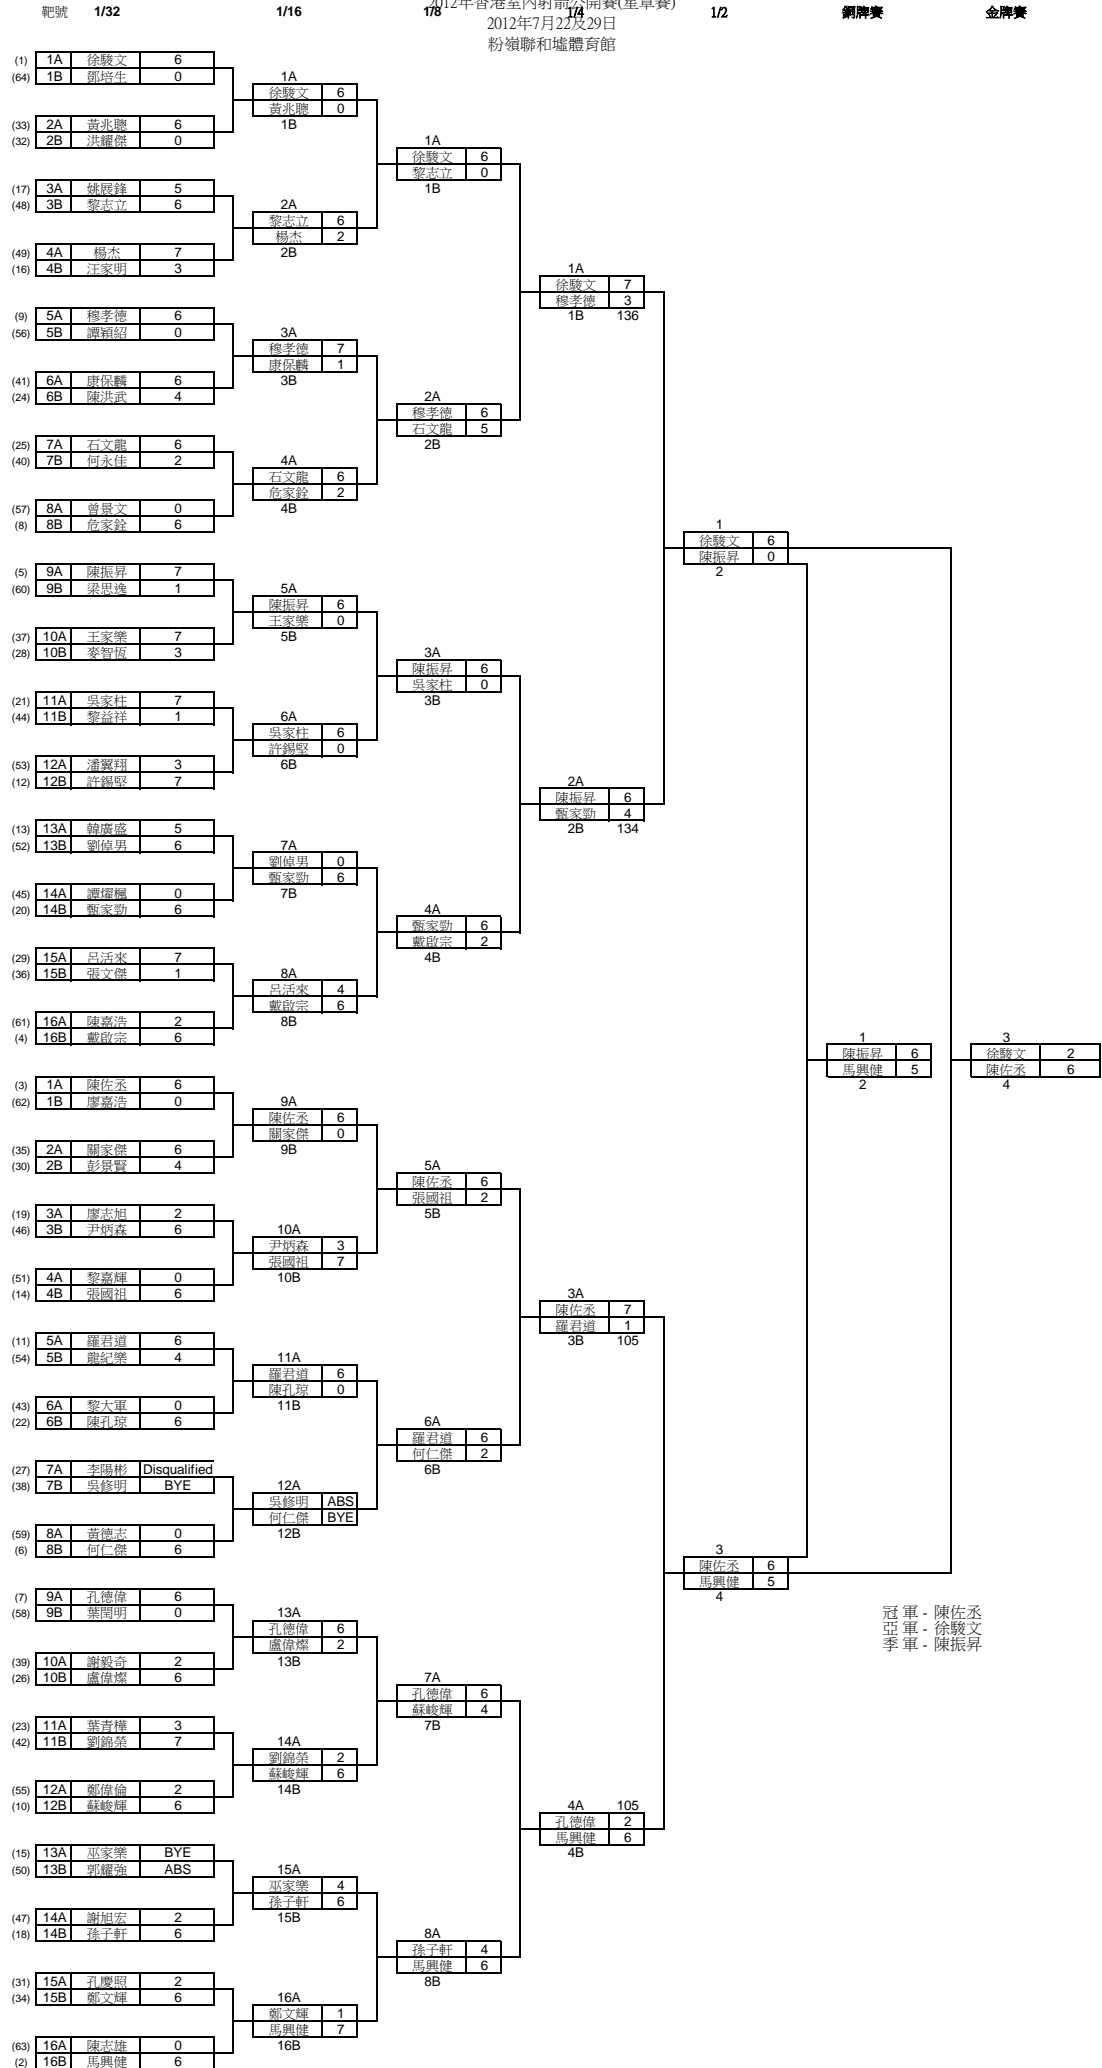 2012年香港室內射箭公開賽(星章賽)
2012年7月22及29日
粉嶺聯和墟體育館
靶號 1/32 1/16 1/8 1/4 1/2 銅牌賽 金牌賽
(1) 1A 徐駿文 6
(64) 1B 鄧培生 0
(33) 2A 黃兆聰 6
(32) 2B 洪耀傑 0
(17) 3A 姚展鋒 5
(48) 3B 黎志立 6
(49) 4A 楊杰 7
(16) 4B 汪家明 3
(9) 5A 穆孝德 6
(56) 5B 譚穎紹 0
(41) 6A 康保麟 6
(24) 6B 陳洪武 4
(25) 7A 石文龍 6
(40) 7B 何永佳 2
(57) 8A 曾景文 0
(8) 8B 危家銓 6
(5) 9A 陳振昇 7
(60) 9B 梁思逸 1
(37) 10A 王家樂 7
(28) 10B 麥智恆 3
(21) 11A 吳家柱 7
(44) 11B 黎益祥 1
(53) 12A 潘翼翔 3
(12) 12B 許錫堅 7
(13) 13A 韓廣盛 5
(52) 13B 劉倬男 6
(45) 14A 譚燿楓 0
(20) 14B 甄家勁 6
(29) 15A 呂活來 7
(36) 15B 張文傑 1
(61) 16A 陳嘉浩 2
(4) 16B 戴啟宗 6
(3) 1A 陳佐丞 6
(62) 1B 廖嘉浩 0
(35) 2A 關家傑 6
(30) 2B 彭景賢 4
(19) 3A 廖志旭 2
(46) 3B 尹炳森 6
(51) 4A 黎嘉輝 0
(14) 4B 張國祖 6
(11) 5A 羅君道 6
(54) 5B 龍紀樂 4
(43) 6A 黎大軍 0
(22) 6B 陳孔琼 6
(27) 7A 李陽彬 Disqualified
(38) 7B 吳修明 BYE
(59) 8A 黃德志 0
(6) 8B 何仁傑 6
(7) 9A 孔德偉 6
(58) 9B 葉閏明 0
(39) 10A 謝毅奇 2
(26) 10B 盧偉燦 6
(23) 11A 葉青樺 3
(42) 11B 劉錦榮 7
(55) 12A 鄭偉倫 2
(10) 12B 蘇峻輝 6
(15) 13A 巫家樂 BYE
(50) 13B 郭耀強 ABS
(47) 14A 謝旭宏 2
(18) 14B 孫子軒 6
(31) 15A 孔慶照 2
(34) 15B 鄭文輝 6
(63) 16A 陳志雄 0
(2) 16B 馬興健 6
1A
徐駿文 6
黃兆聰 0
1B
2A
黎志立 6
楊杰 2
2B
3A
穆孝德 7
康保麟 1
3B
4A
石文龍 6
危家銓 2
4B
5A
陳振昇 6
王家樂 0
5B
6A
吳家柱 6
許錫堅 0
6B
7A
劉倬男 0
甄家勁 6
7B
8A
呂活來 4
戴啟宗 6
8B
9A
陳佐丞 6
關家傑 0
9B
10A
尹炳森 3
張國祖 7
10B
11A
羅君道 6
陳孔琼 0
11B
12A
吳修明 ABS
何仁傑 BYE
12B
13A
孔德偉 6
盧偉燦 2
13B
14A
劉錦榮 2
蘇峻輝 6
14B
15A
巫家樂 4
孫子軒 6
15B
16A
鄭文輝 1
馬興健 7
16B
1A
徐駿文 6
黎志立 0
1B
2A
穆孝德 6
石文龍 5
2B
3A
陳振昇 6
吳家柱 0
3B
4A
甄家勁 6
戴啟宗 2
4B
5A
陳佐丞 6
張國祖 2
5B
6A
羅君道 6
何仁傑 2
6B
7A
孔德偉 6
蘇峻輝 4
7B
8A
孫子軒 4
馬興健 6
8B
1A
徐駿文 7
穆孝德 3
1B 136
2A
陳振昇 6
甄家勁 4
2B 134
3A
陳佐丞 7
羅君道 1
3B 105
4A 105
孔德偉 2
馬興健 6
4B
1
徐駿文 6
陳振昇 0
2
3
陳佐丞 6
馬興健 5
4
1
陳振昇 6
馬興健 5
2
3
徐駿文 2
陳佐丞 6
4
冠 軍 - 陳佐丞
亞 軍 - 徐駿文
季 軍 - 陳振昇